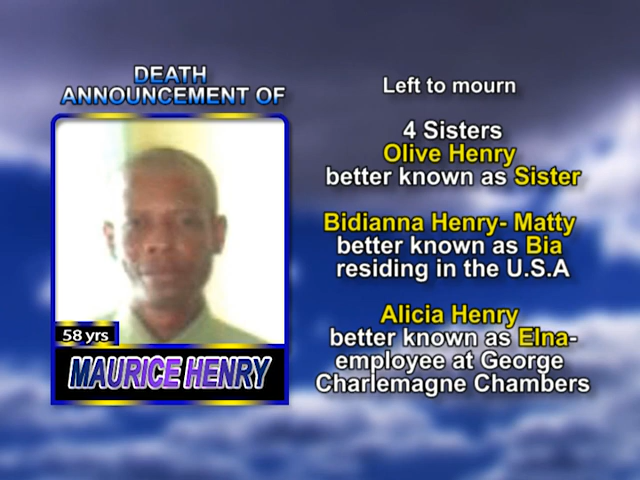 DEATH
ANNOUNCEMENT OF
58 yrs
MAURICE HENRY
Left to mourn
4 Sisters
Olive Henry
better known as Sister
Bidianna Henry- Matty
better known as Bia
residing in the U.S.A
Alicia Henry
better known as Elna-
employee at George
Charlemagne Chambers